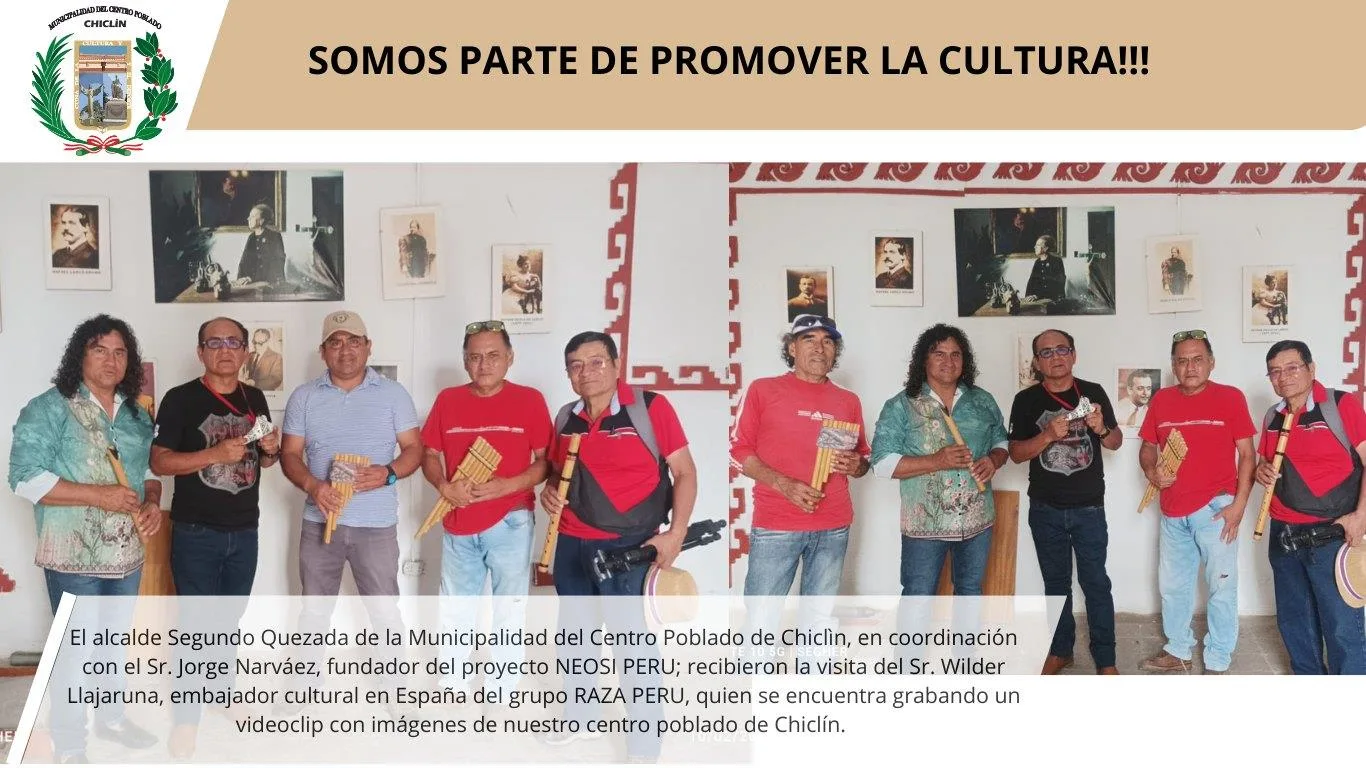 MUNICIPALIDAD DEL CENTRO POBLADO
CHICLÍN
SOMOS PARTE DE PROMOVER LA CULTURA!!!
El alcalde Segundo Quezada de la Municipalidad del Centro Poblado de Chiclìn, en coordinación
con el Sr. Jorge Narváez, fundador del proyecto NEOSI PERU; recibieron la visita del Sr. Wilder
Llajaruna, embajador cultural en España del grupo RAZA PERU, quien se encuentra grabando un
videoclip con imágenes de nuestro centro poblado de Chiclín.